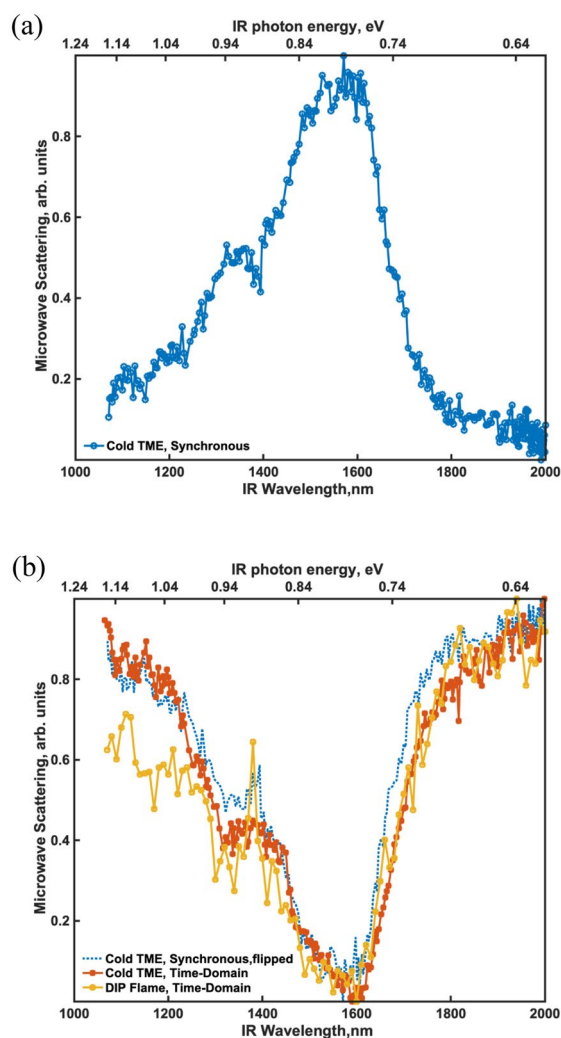 (a)
IR photon energy, eV
1.24 1.14 1.04 0.94 0.84 0.74 0.64
Microwave Scattering, arb. units
0.8
0.6
0.4
0.2
Cold TME, Synchronous
1000 1200 1400 1600 1800 2000
IR Wavelength,nm
(b)
IR photon energy, eV
1.24 1.14 1.04 0.94 0.84 0.74 0.64
Microwave Scattering, arb. units
0.8
0.6
0.4
0.2
Cold TME, Synchronous,flipped
Cold TME, Time-Domain
DIP Flame, Time-Domain
1000 1200 1400 1600 1800 2000
IR Wavelength,nm